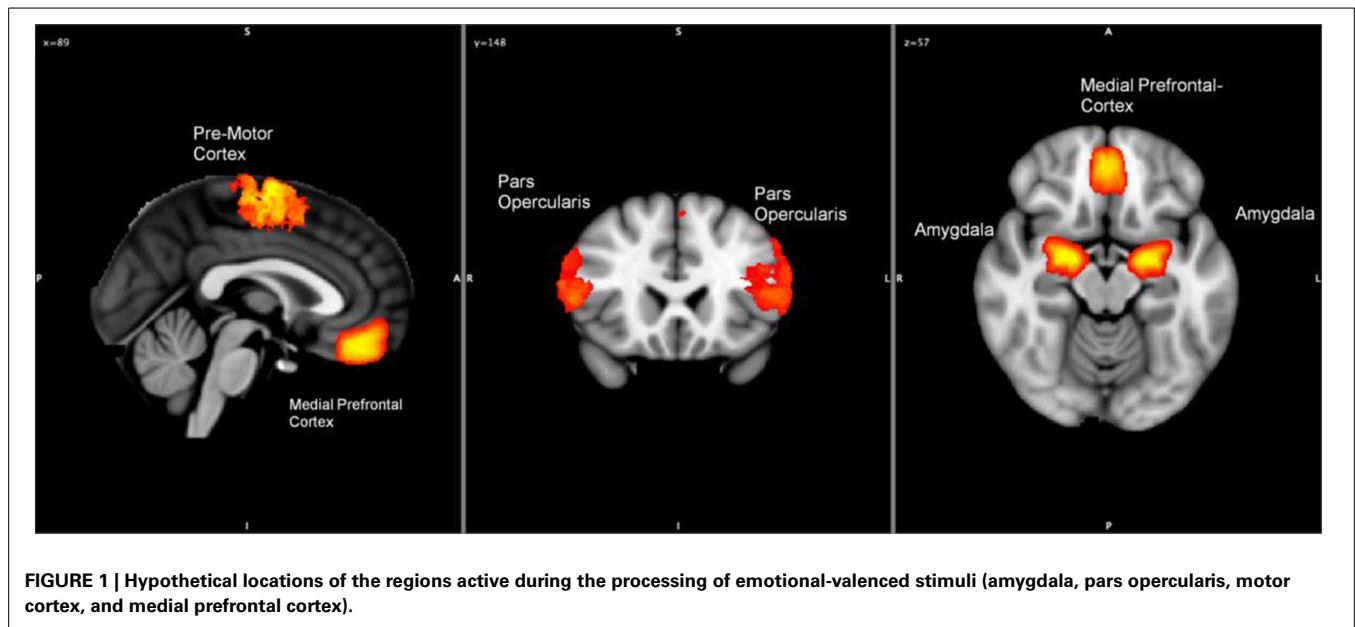 x=89
S
Pre-Motor
Cortex
P
A
Medial Prefrontal
Cortex
I
y=148
S
Pars
Opercularis
Pars
Opercularis
R
L
I
z=57
A
Medial Prefrontal-
Cortex
Amygdala
Amygdala
R
L
P
FIGURE 1 | Hypothetical locations of the regions active during the processing of emotional-valenced stimuli (amygdala, pars opercularis, motor
cortex, and medial prefrontal cortex).